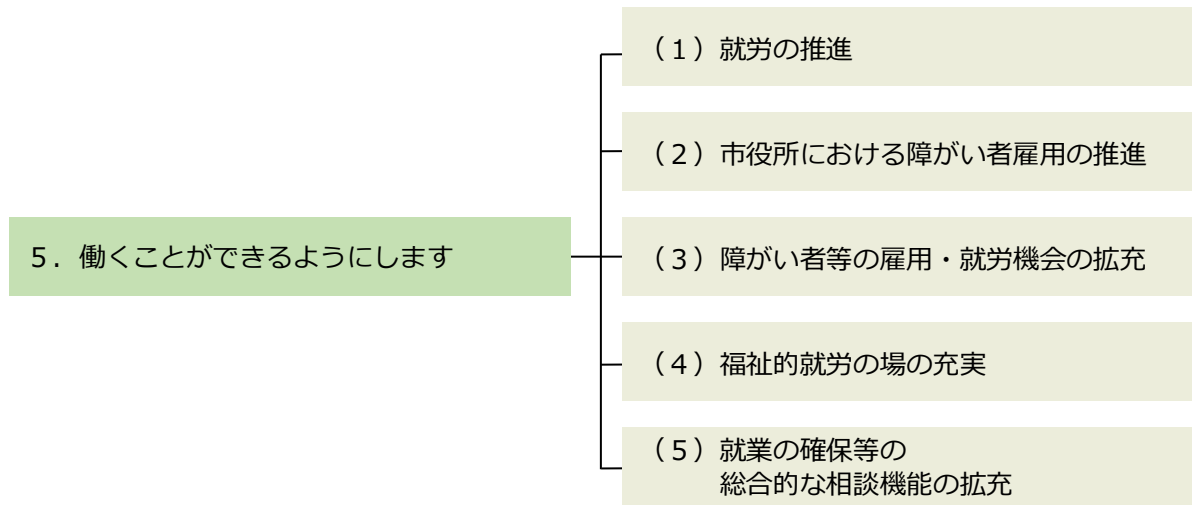 （１）就労の推進
（２）市役所における障がい者雇用の推進
５．働くことができるようにします
（３）障がい者等の雇用・就労機会の拡充
（４）福祉的就労の場の充実
（５）就業の確保等の
総合的な相談機能の拡充